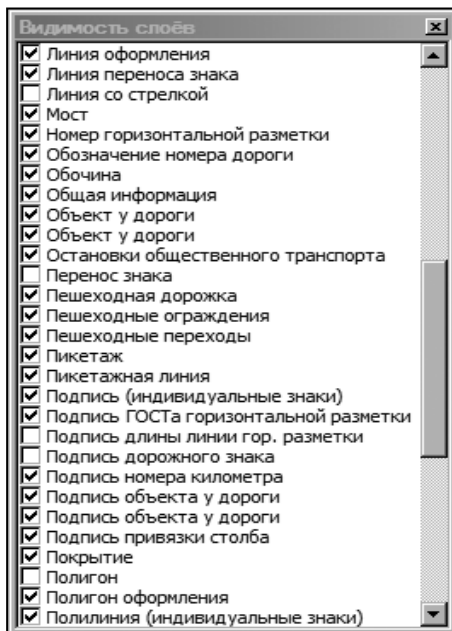 Видимость слоёв
Линия оформления
Линия переноса знака
Линия со стрелкой
Мост
Номер горизонтальной разметки
Обозначение номера дороги
Обочина
Общая информация
Объект у дороги
Объект у дороги
Остановки общественного транспорта
Перенос знака
Пешеходная дорожка
Пешеходные ограждения
Пешеходные переходы
Пикетаж
Пикетажная линия
Подпись (индивидуальные знаки)
Подпись ГОСТа горизонтальной разметки
Подпись длины линии гор. разметки
Подпись дорожного знака
Подпись номера километра
Подпись объекта у дороги
Подпись объекта у дороги
Подпись привязки столба
Покрытие
Полигон
Полигон оформления
Полилиния (индивидуальные знаки)